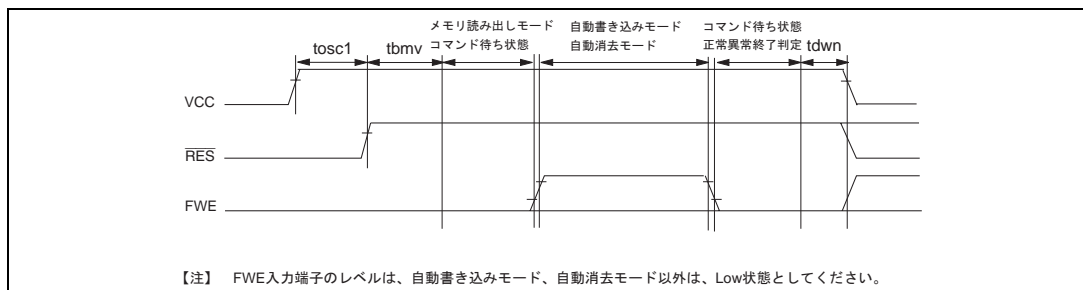 メモリ読み出しモード 自動書き込みモード コマンド待ち状態
tosc1 tbmv コマンド待ち状態 自動消去モード 正常異常終了判定 tdwn
VCC
RES
FWE
【注】 FWE入力端子のレベルは、自動書き込みモード、自動消去モード以外は、Low状態としてください。